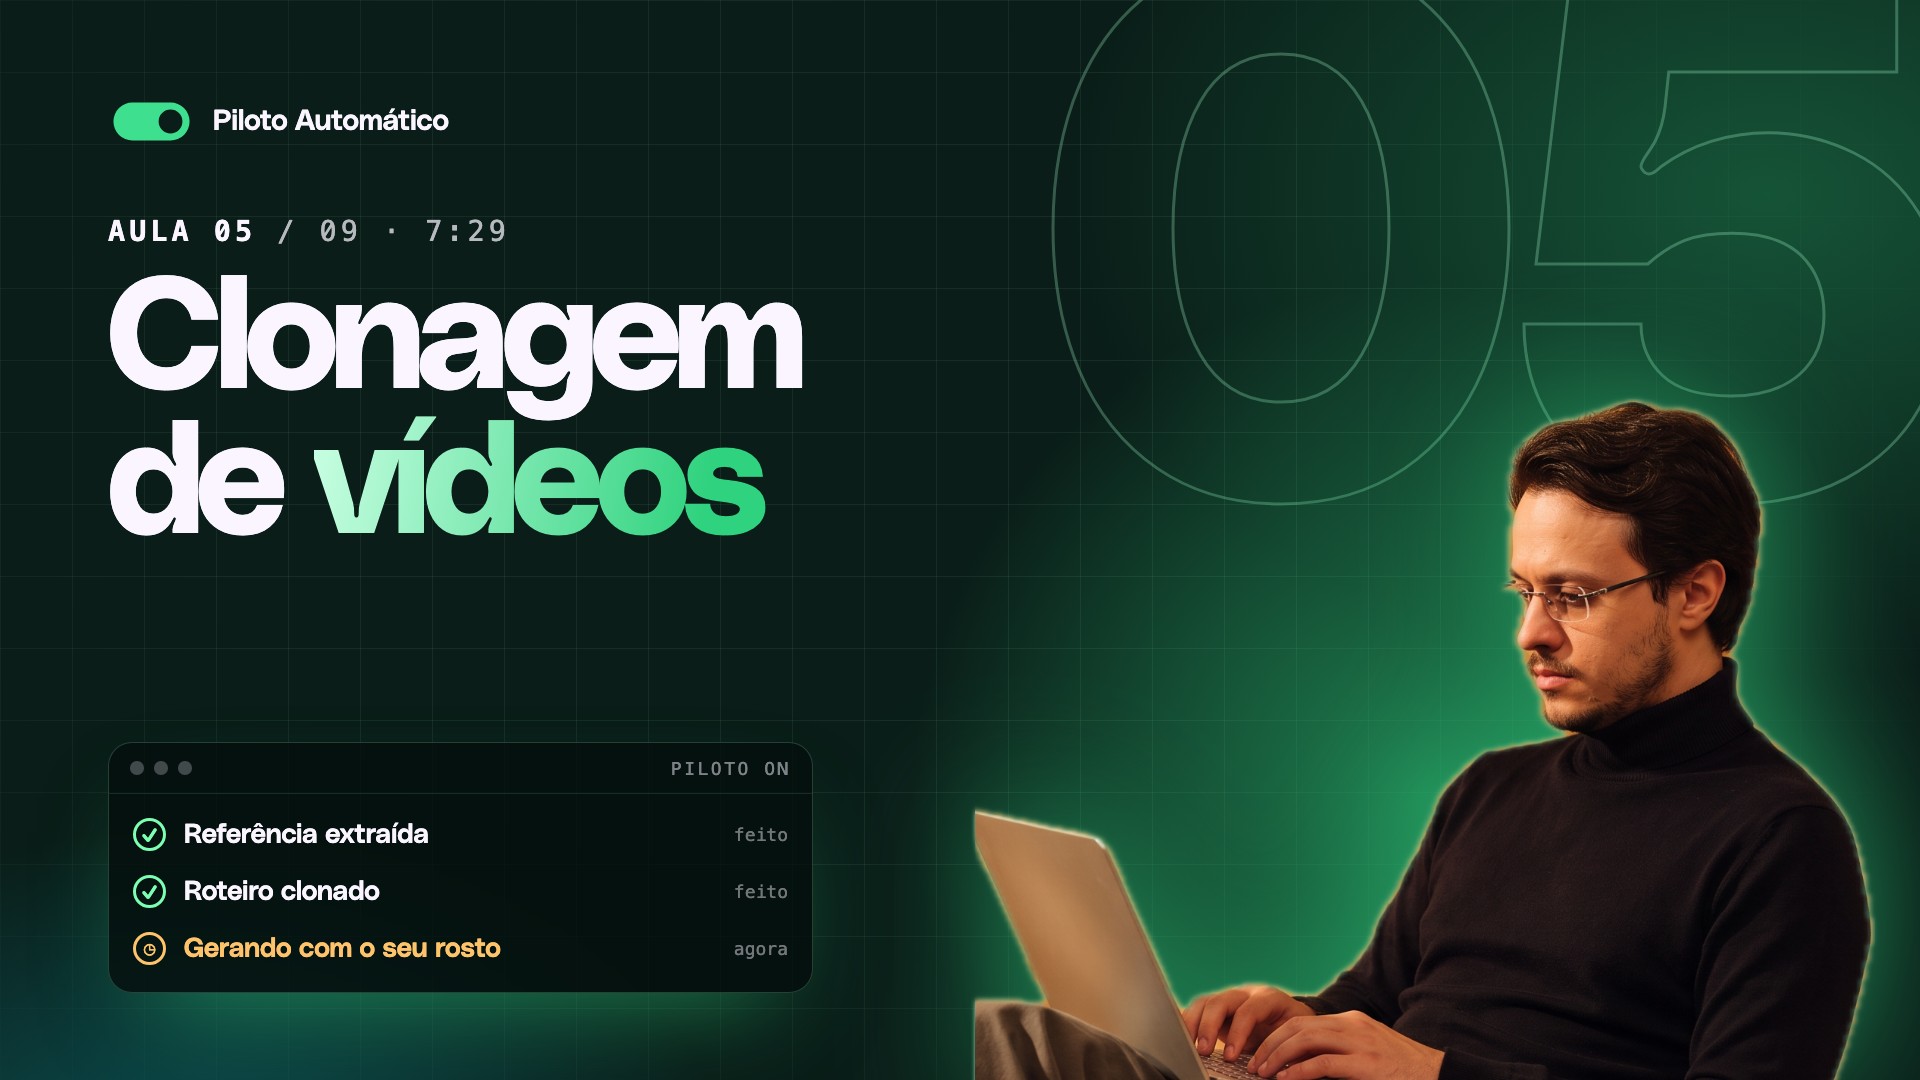 05
Piloto Automático
AULA 05 / 09 · 7:29
Clonagem
de vídeos
PILOTO ON
Referência extraída feito
Roteiro clonado feito
Gerando com o seu rosto agora